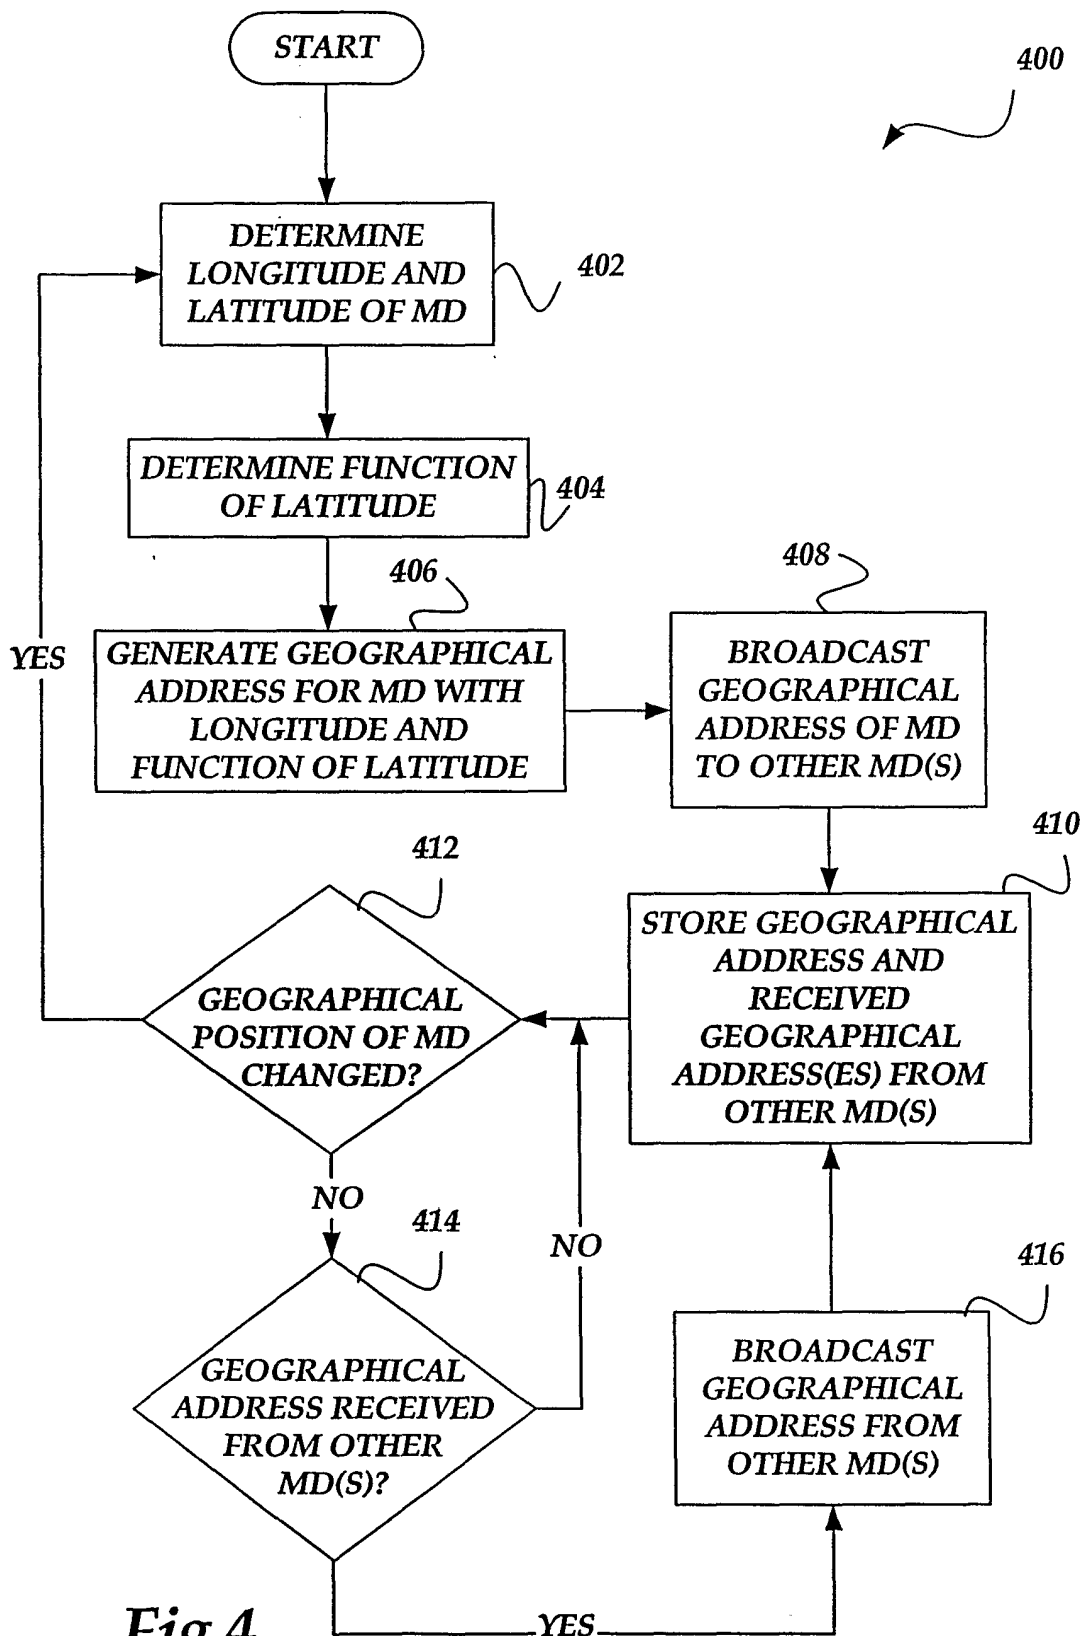 START
400
DETERMINE
LONGITUDE AND
LATITUDE OF MD
402
DETERMINE FUNCTION
OF LATITUDE
404
406
GENERATE GEOGRAPHICAL
ADDRESS FOR MD WITH
LONGITUDE AND
FUNCTION OF LATITUDE
408
BROADCAST
GEOGRAPHICAL
ADDRESS OF MD
TO OTHER MD(S)
YES
410
STORE GEOGRAPHICAL
ADDRESS AND
RECEIVED
GEOGRAPHICAL
ADDRESS(ES) FROM
OTHER MD(S)
412
GEOGRAPHICAL
POSITION OF MD
CHANGED?
NO
414
GEOGRAPHICAL
ADDRESS RECEIVED
FROM OTHER
MD(S)?
NO
416
BROADCAST
GEOGRAPHICAL
ADDRESS FROM
OTHER MD(S)
YES
Fig 4